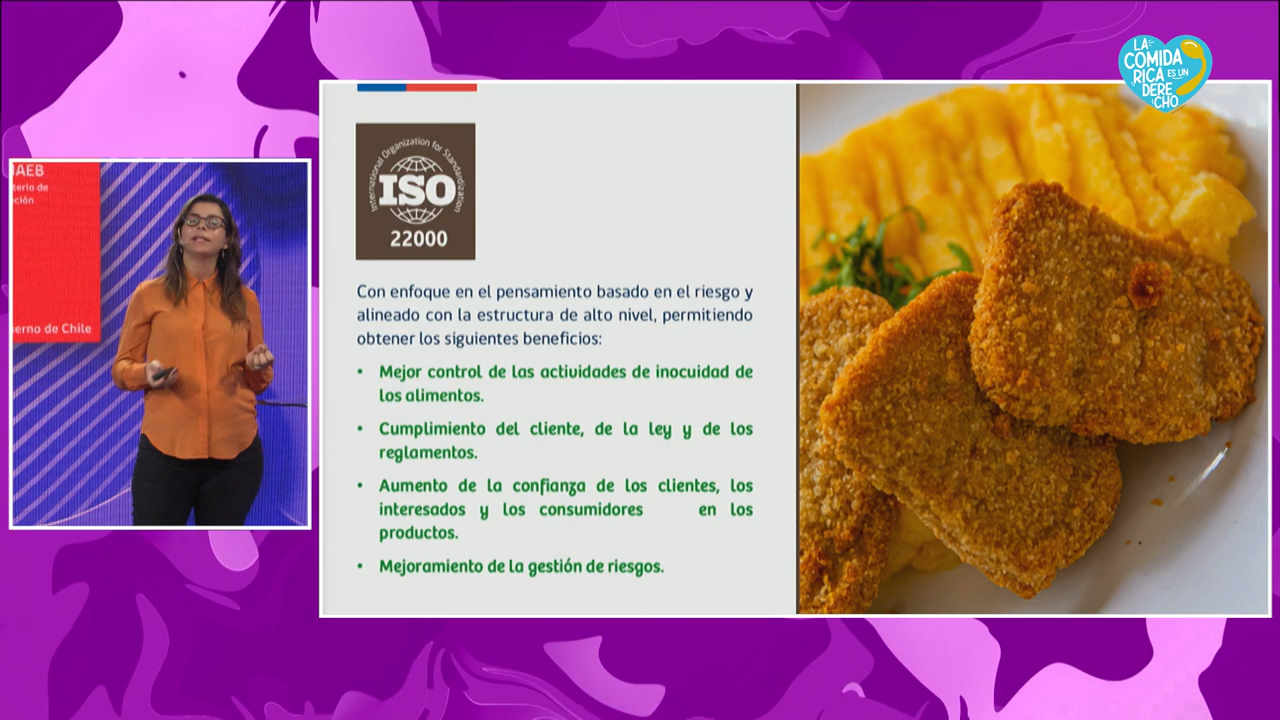 LA
COMIDA
RICA
ES UN
DERE
CHO
International Organization for Standardization
ISO
22000
Con enfoque en el pensamiento basado en el riesgo y
alineado con la estructura de alto nivel, permitiendo
obtener los siguientes beneficios:
• Mejor control de las actividades de inocuidad de
los alimentos.
• Cumplimiento del cliente, de la ley y de los
reglamentos.
• Aumento de la confianza de los clientes, los
interesados y los consumidores en los
productos.
• Mejoramiento de la gestión de riesgos.
AEB
terio de
ción
erno de Chile